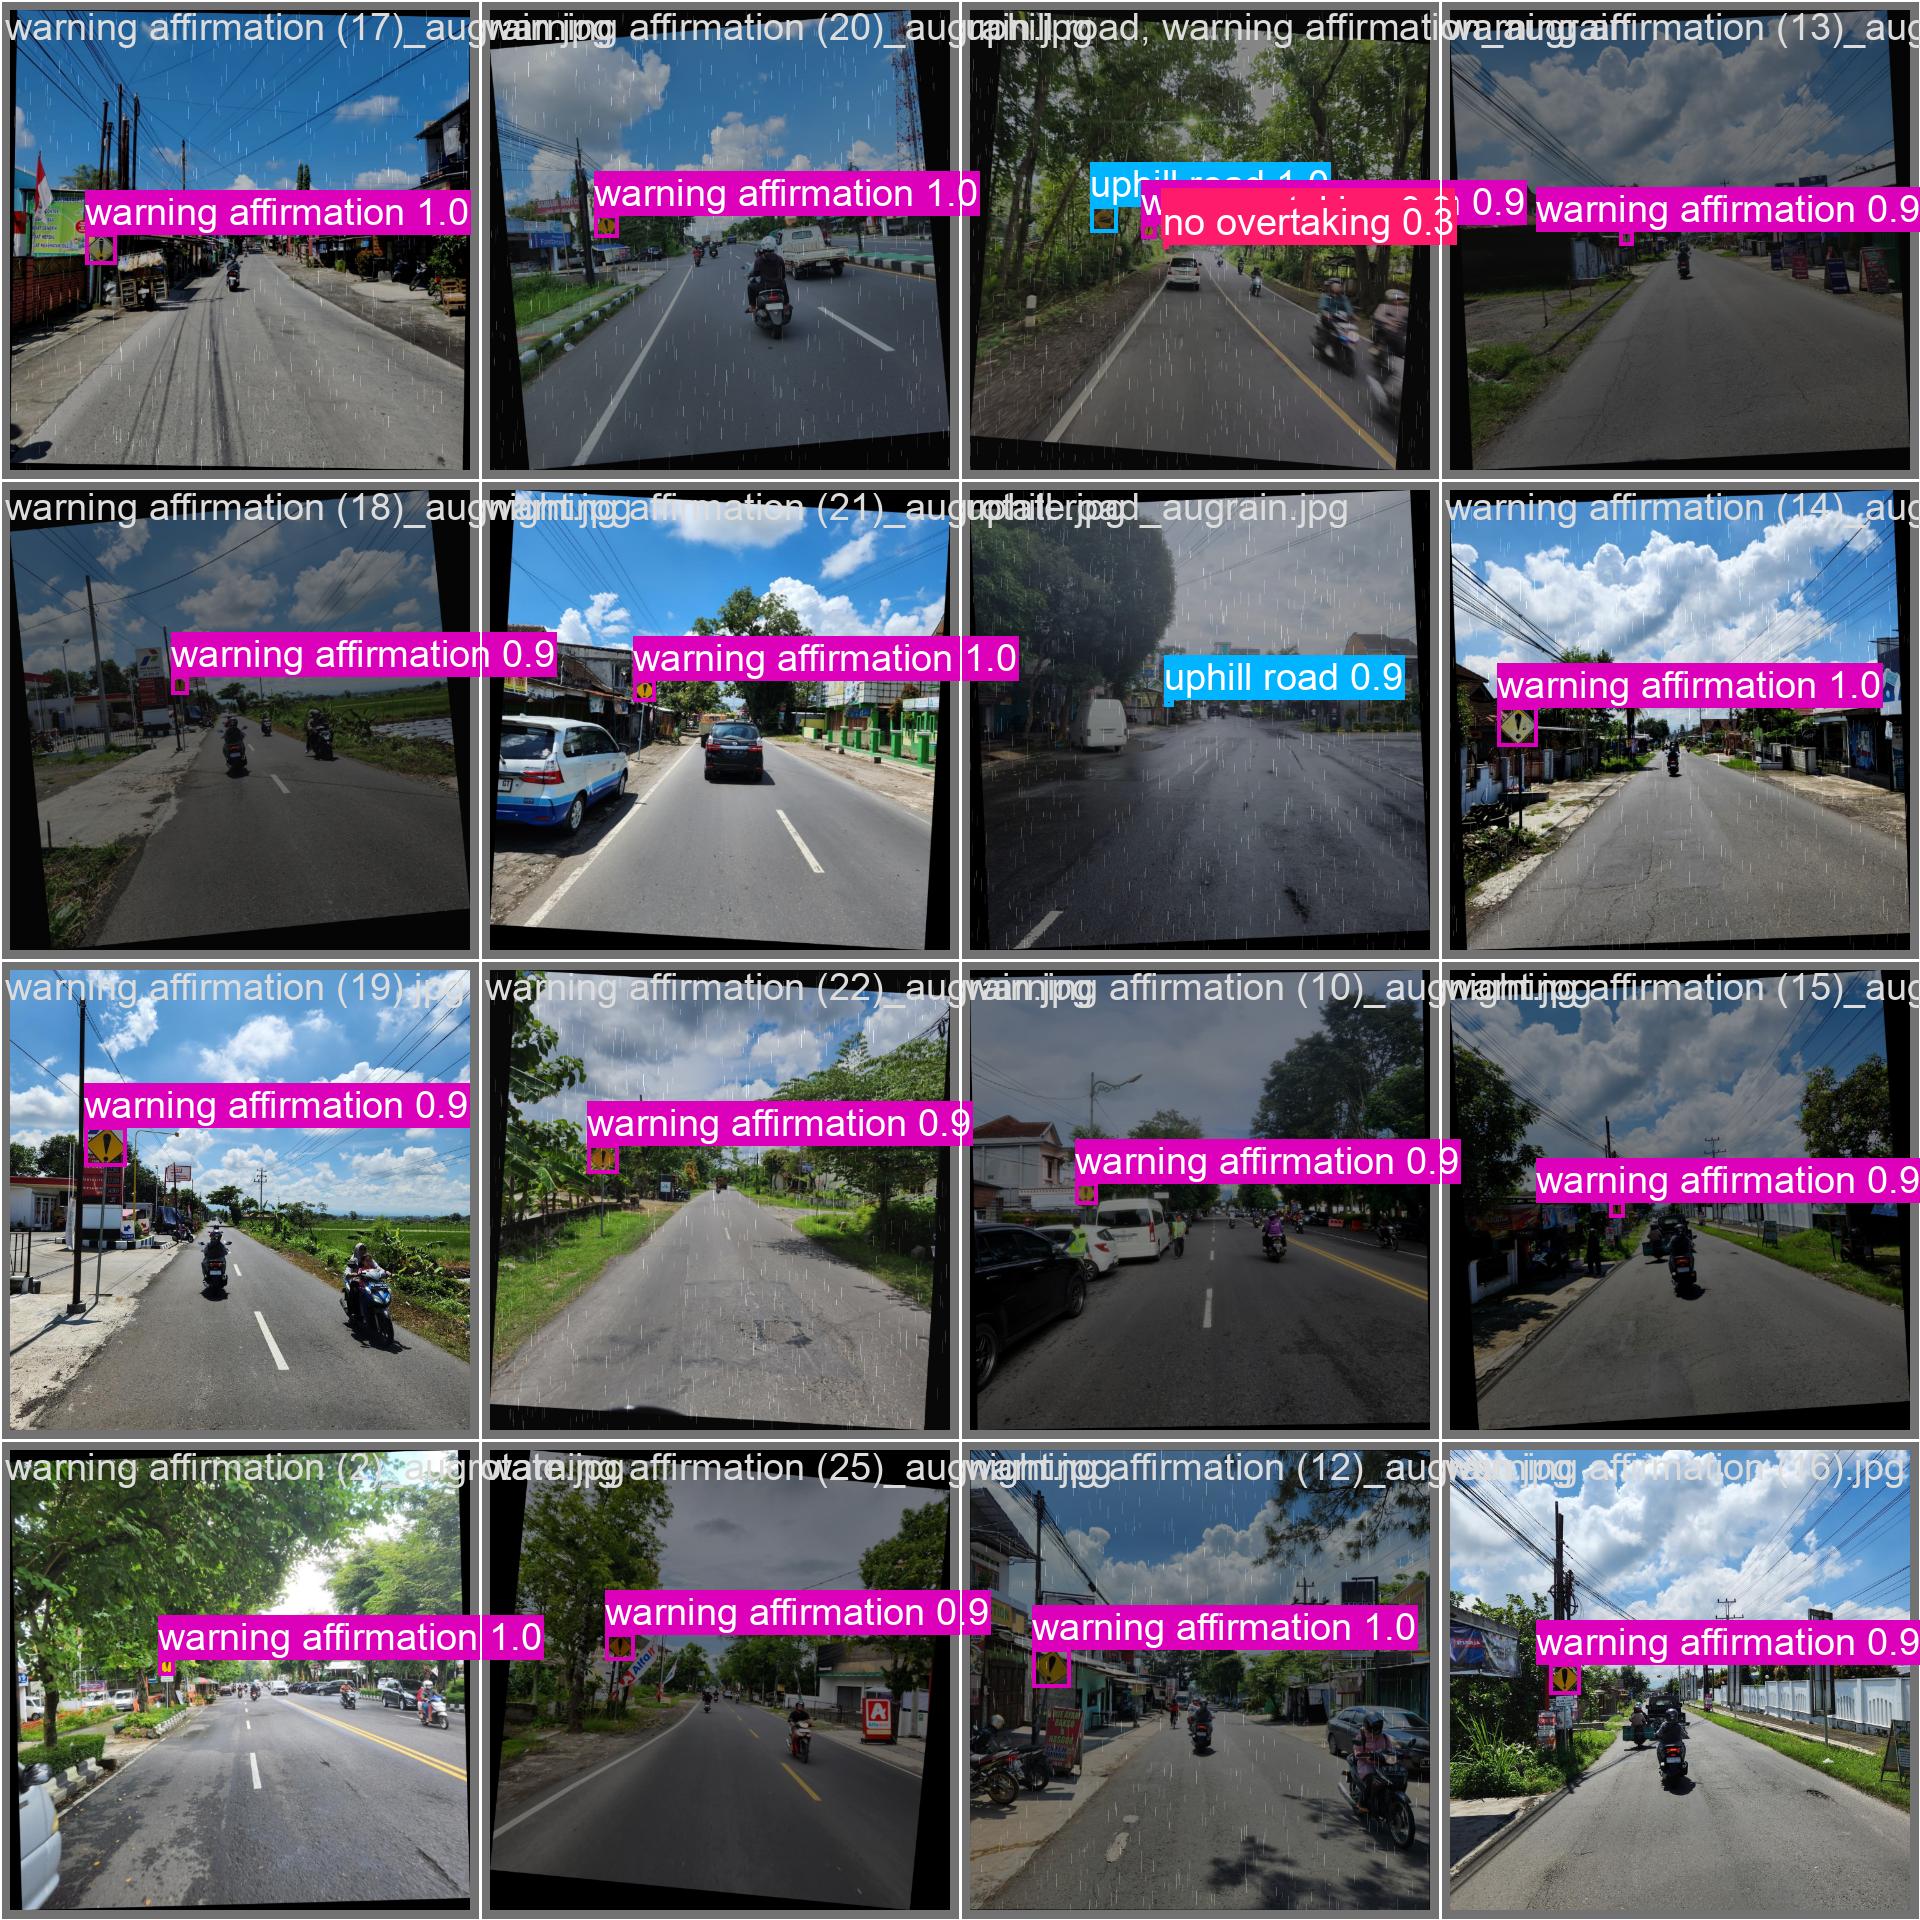 warning affirmation (17)_augrain.jpg
warning affirmation (20)_augrain.jpg
uphill road, warning affirmation_augrain
warning affirmation (13)_aug
warning affirmation 1.0
warning affirmation 1.0
uphill road 1.0
0.9
no overtaking 0.3
warning affirmation 0.9
warning affirmation (18)_augnight.jpg
warning affirmation (21)_augrotate.jpg
uphill road_augrain.jpg
warning affirmation (14)_aug
warning affirmation 0.9
warning affirmation 1.0
uphill road 0.9
warning affirmation 1.0
warning affirmation (19).jpg
warning affirmation (22)_augrain.jpg
warning affirmation (10)_augnight.jpg
warning affirmation (15)_aug
warning affirmation 0.9
warning affirmation 0.9
warning affirmation 0.9
warning affirmation 0.9
warning affirmation (2)_augrotate.jpg
warning affirmation (25)_augnight.jpg
warning affirmation (12)_aug
warning affirmation (16).jpg
warning affirmation 1.0
warning affirmation 0.9
warning affirmation 1.0
warning affirmation 0.9